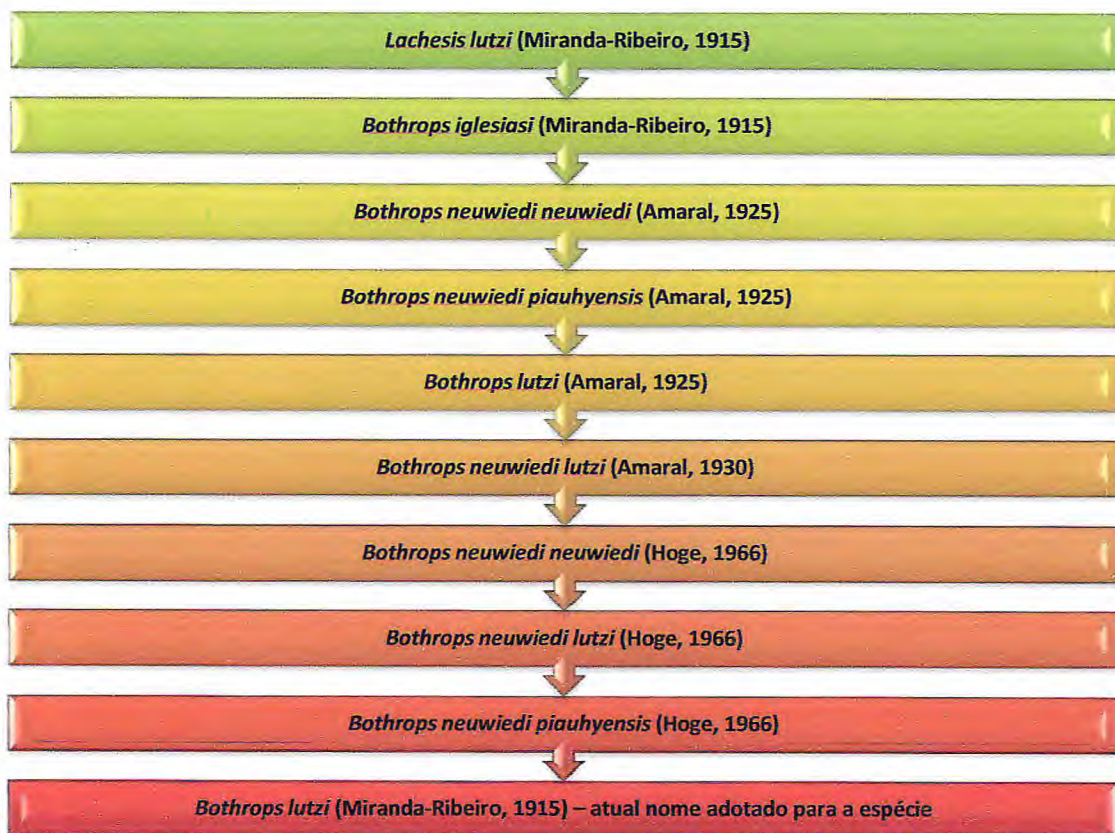 Lachesis lutzi (Miranda-Ribeiro, 1915)
Bothrops iglesiasi (Miranda-Ribeiro, 1915)
Bothrops neuwiedi neuwiedi (Amaral, 1925)
Bothrops neuwiedi piauhyensis (Amaral, 1925)
Bothrops lutzi (Amaral, 1925)
Bothrops neuwiedi lutzi (Amaral, 1930)
Bothrops neuwiedi neuwiedi (Hoge, 1966)
Bothrops neuwiedi lutzi (Hoge, 1966)
Bothrops neuwiedi piauhyensis (Hoge, 1966)
Bothrops lutzi (Miranda-Ribeiro, 1915) – atual nome adotado para a espécie